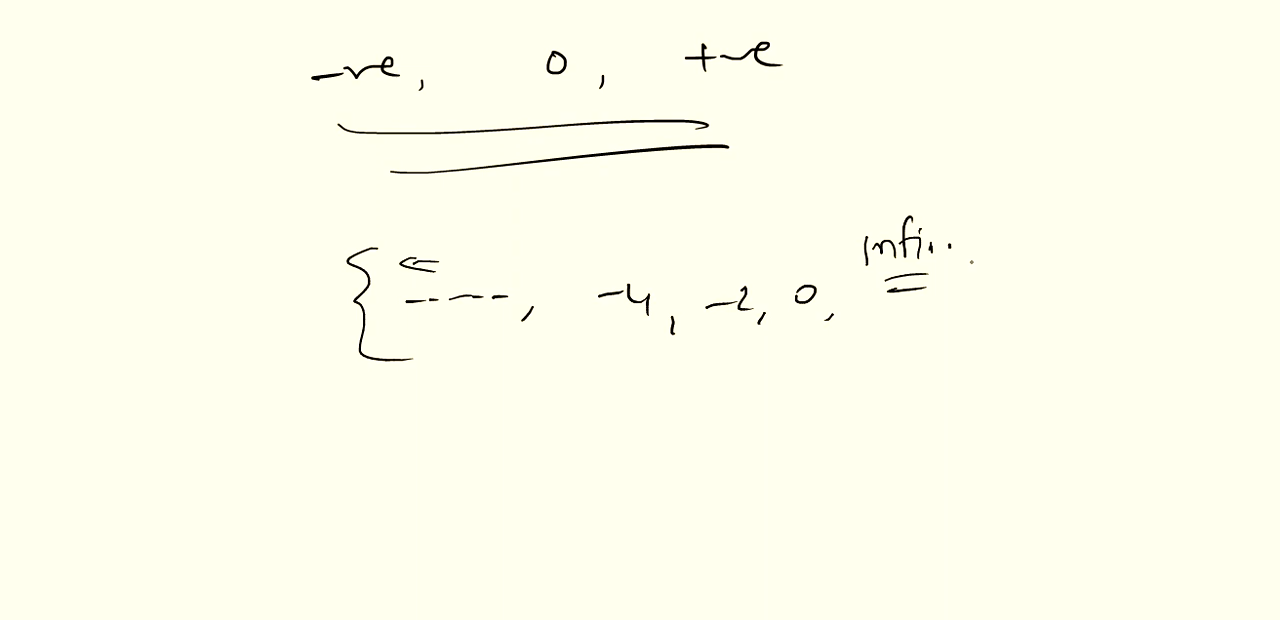 -ve, 0, +ve
infi...
{ -----, -4, -2, 0,